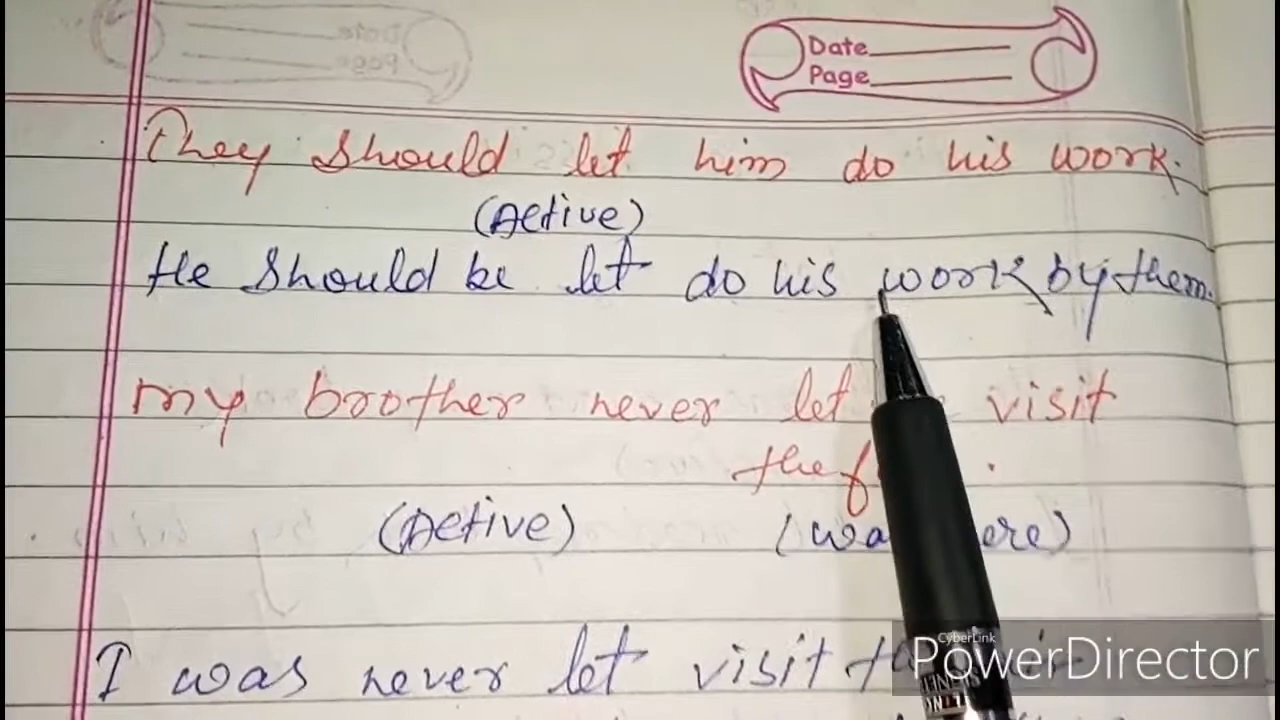 Date
Page
They should let him do his work.
(Active)
He should be let do his work by them.
my brother never let visit
the
(Active) (
I was never let visit
CyberLink
PowerDirector